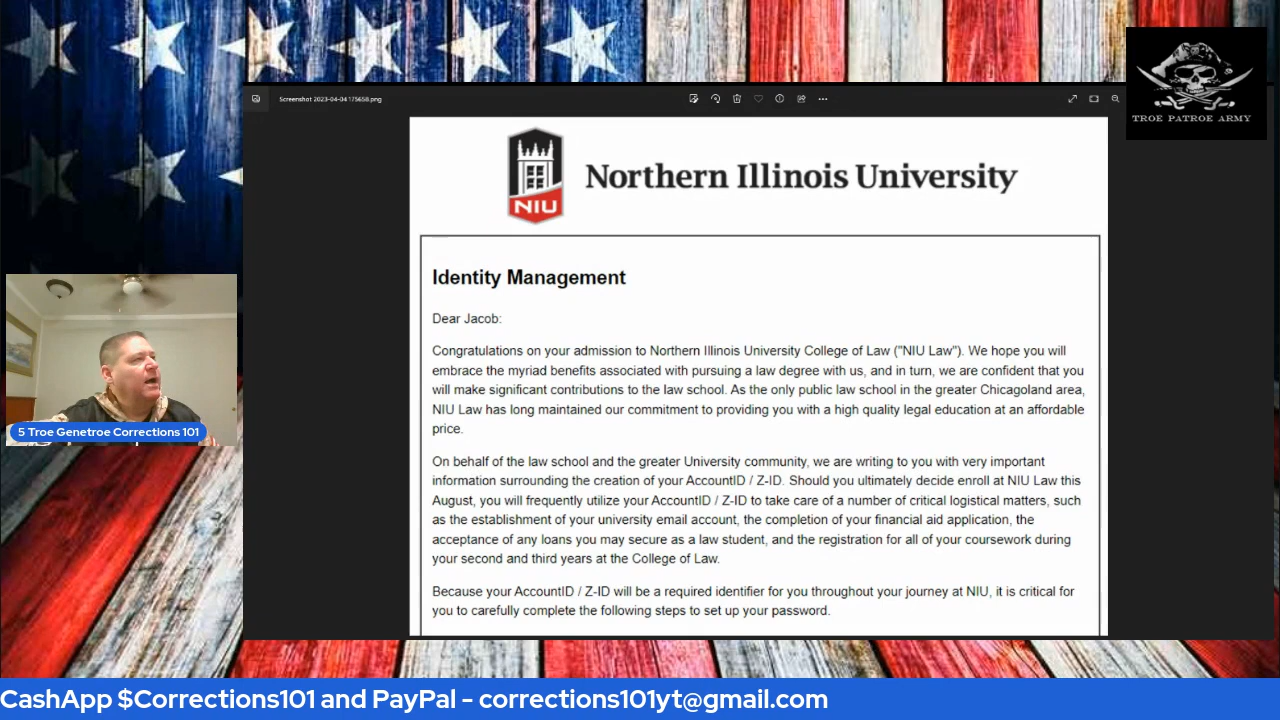 Screenshot 2023-04-04 175658.png
TROE PATROE ARMY
NIU
Northern Illinois University
Identity Management
Dear Jacob:
Congratulations on your admission to Northern Illinois University College of Law ("NIU Law"). We hope you will
embrace the myriad benefits associated with pursuing a law degree with us, and in turn, we are confident that you
will make significant contributions to the law school. As the only public law school in the greater Chicagoland area,
NIU Law has long maintained our commitment to providing you with a high quality legal education at an affordable
price.
On behalf of the law school and the greater University community, we are writing to you with very important
information surrounding the creation of your AccountID / Z-ID. Should you ultimately decide enroll at NIU Law this
August, you will frequently utilize your AccountID / Z-ID to take care of a number of critical logistical matters, such
as the establishment of your university email account, the completion of your financial aid application, the
acceptance of any loans you may secure as a law student, and the registration for all of your coursework during
your second and third years at the College of Law.
Because your AccountID / Z-ID will be a required identifier for you throughout your journey at NIU, it is critical for
you to carefully complete the following steps to set up your password.
5 Troe Genetroe Corrections 101
CashApp $Corrections101 and PayPal - corrections101yt@gmail.com